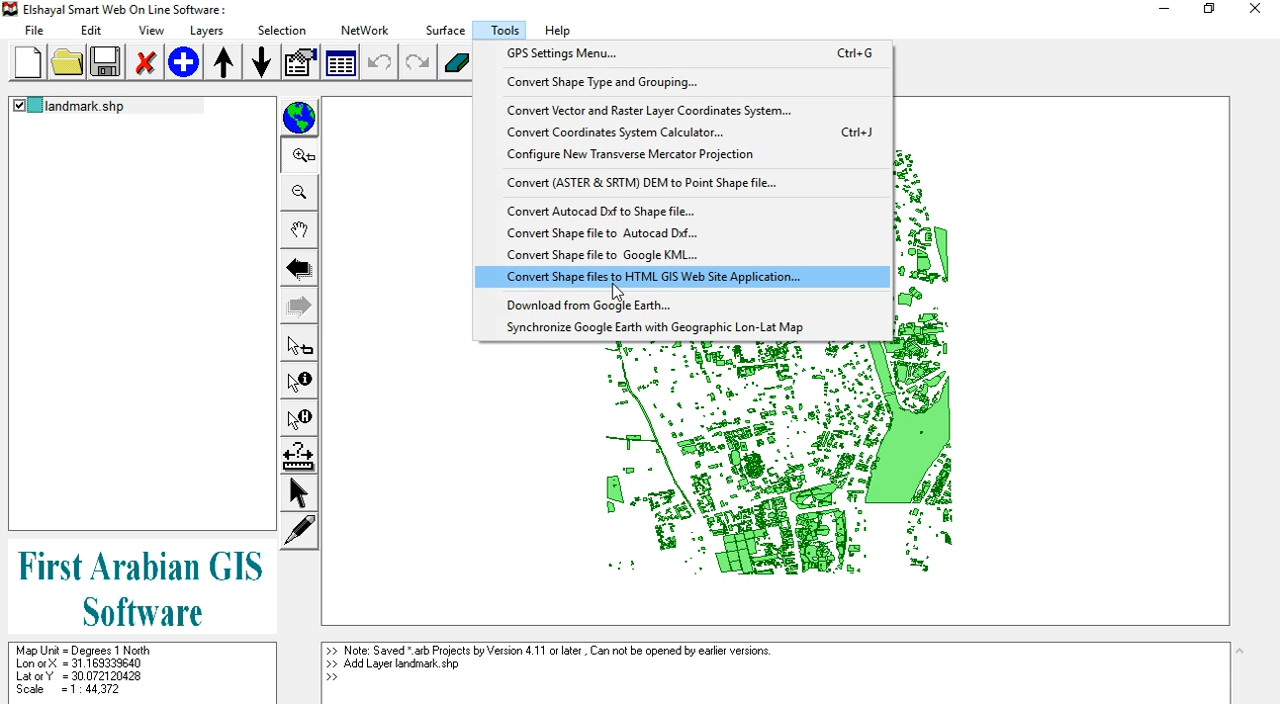 Elshayal Smart Web On Line Software :
File Edit View Layers Selection NetWork Surface Tools Help
GPS Settings Menu... Ctrl+G
Convert Shape Type and Grouping...
landmark.shp
Convert Vector and Raster Layer Coordinates System...
Convert Coordinates System Calculator... Ctrl+J
Configure New Transverse Mercator Projection
Convert (ASTER & SRTM) DEM to Point Shape file...
Convert Autocad Dxf to Shape file...
Convert Shape file to Autocad Dxf...
Convert Shape file to Google KML...
Convert Shape files to HTML GIS Web Site Application...
Download from Google Earth...
Synchronize Google Earth with Geographic Lon-Lat Map
First Arabian GIS
Software
Map Unit = Degrees 1 North
Lon or X = 31.169339640
Lat or Y = 30.072120428
Scale = 1 : 44,372
>> Note: Saved *.arb Projects by Version 4.11 or later , Can not be opened by earlier versions.
>> Add Layer landmark.shp
>>